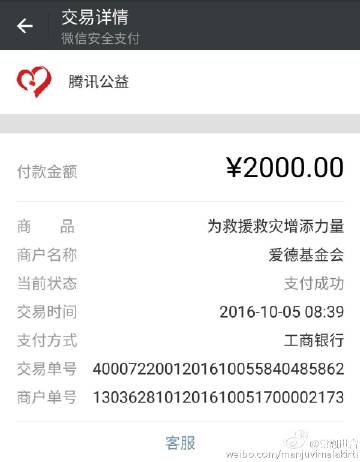 交易详情
微信安全支付
腾讯公益
付款金额 ¥2000.00
商 品 为救援救灾增添力量
商户名称 爱德基金会
当前状态 支付成功
交易时间 2016-10-05 08:39
支付方式 工商银行
交易单号 4000722001201610055840485862
商户单号 1303628101201610051700002173
客服
weibo.com/manjuvimalakirti